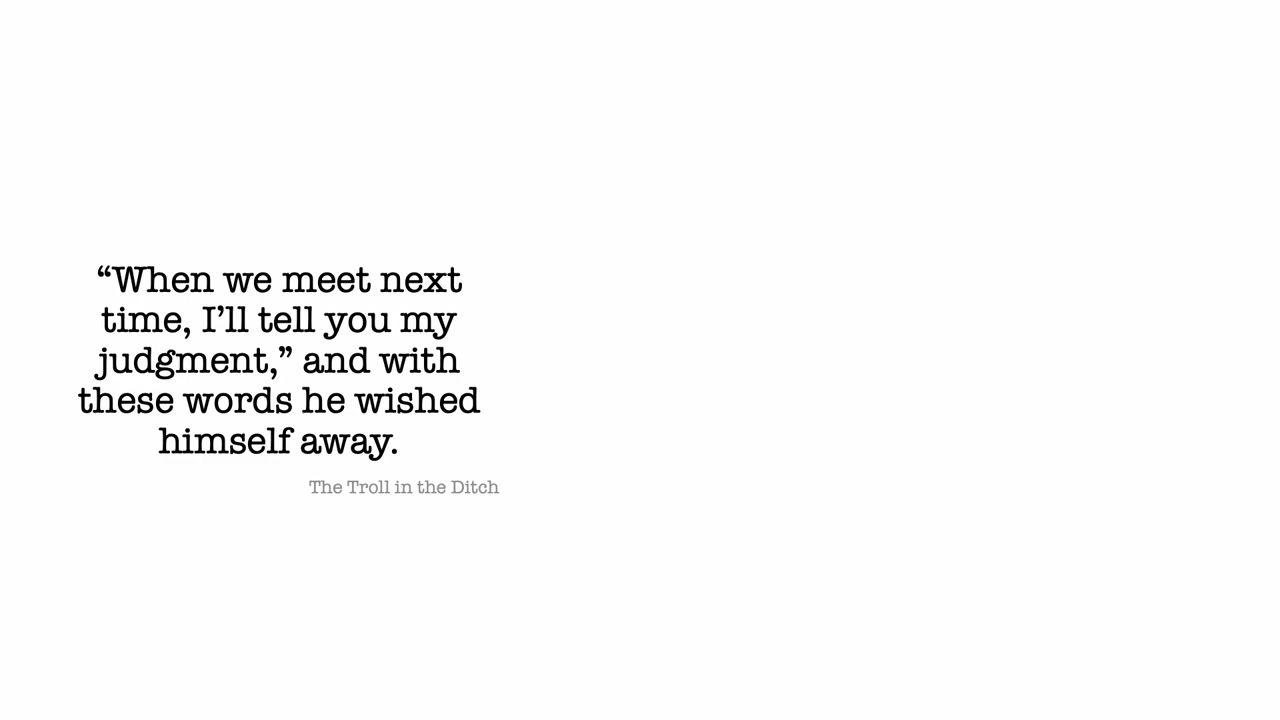 “When we meet next
time, I’ll tell you my
judgment,” and with
these words he wished
himself away.
The Troll in the Ditch